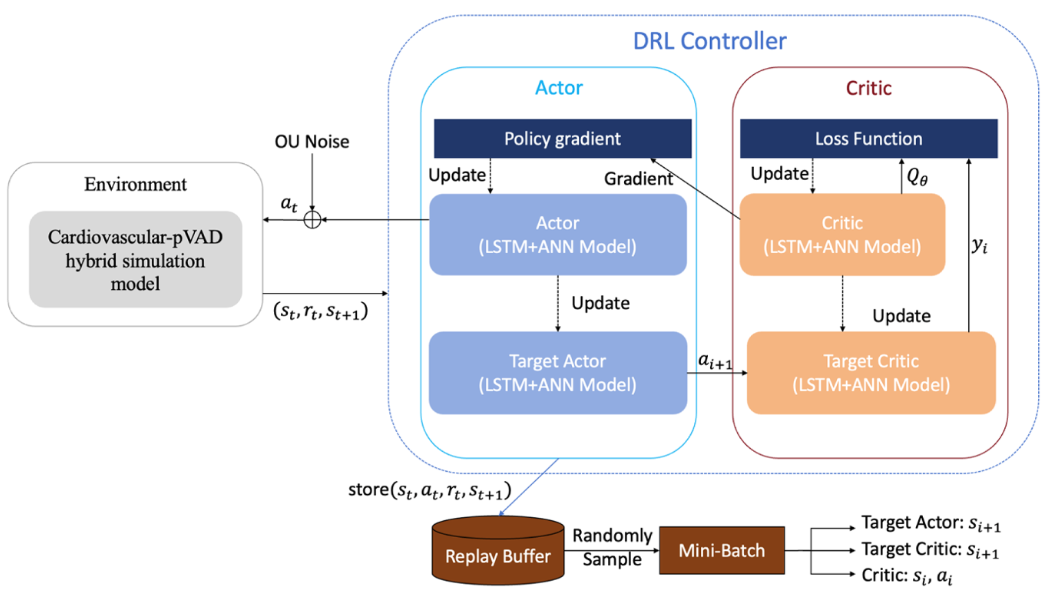 DRL Controller
Actor
Critic
Policy gradient
Loss Function
OU Noise
Update
Gradient
Update
Q_θ
Environment
a_t
Actor
(LSTM+ANN Model)
Critic
(LSTM+ANN Model)
y_i
Cardiovascular-pVAD
hybrid simulation
model
(s_t, r_t, s_{t+1})
Update
Update
Target Actor
(LSTM+ANN Model)
a_{i+1}
Target Critic
(LSTM+ANN Model)
store(s_t, a_t, r_t, s_{t+1})
Replay Buffer
Randomly
Sample
Mini-Batch
Target Actor: s_{i+1}
Target Critic: s_{i+1}
Critic: s_i, a_i